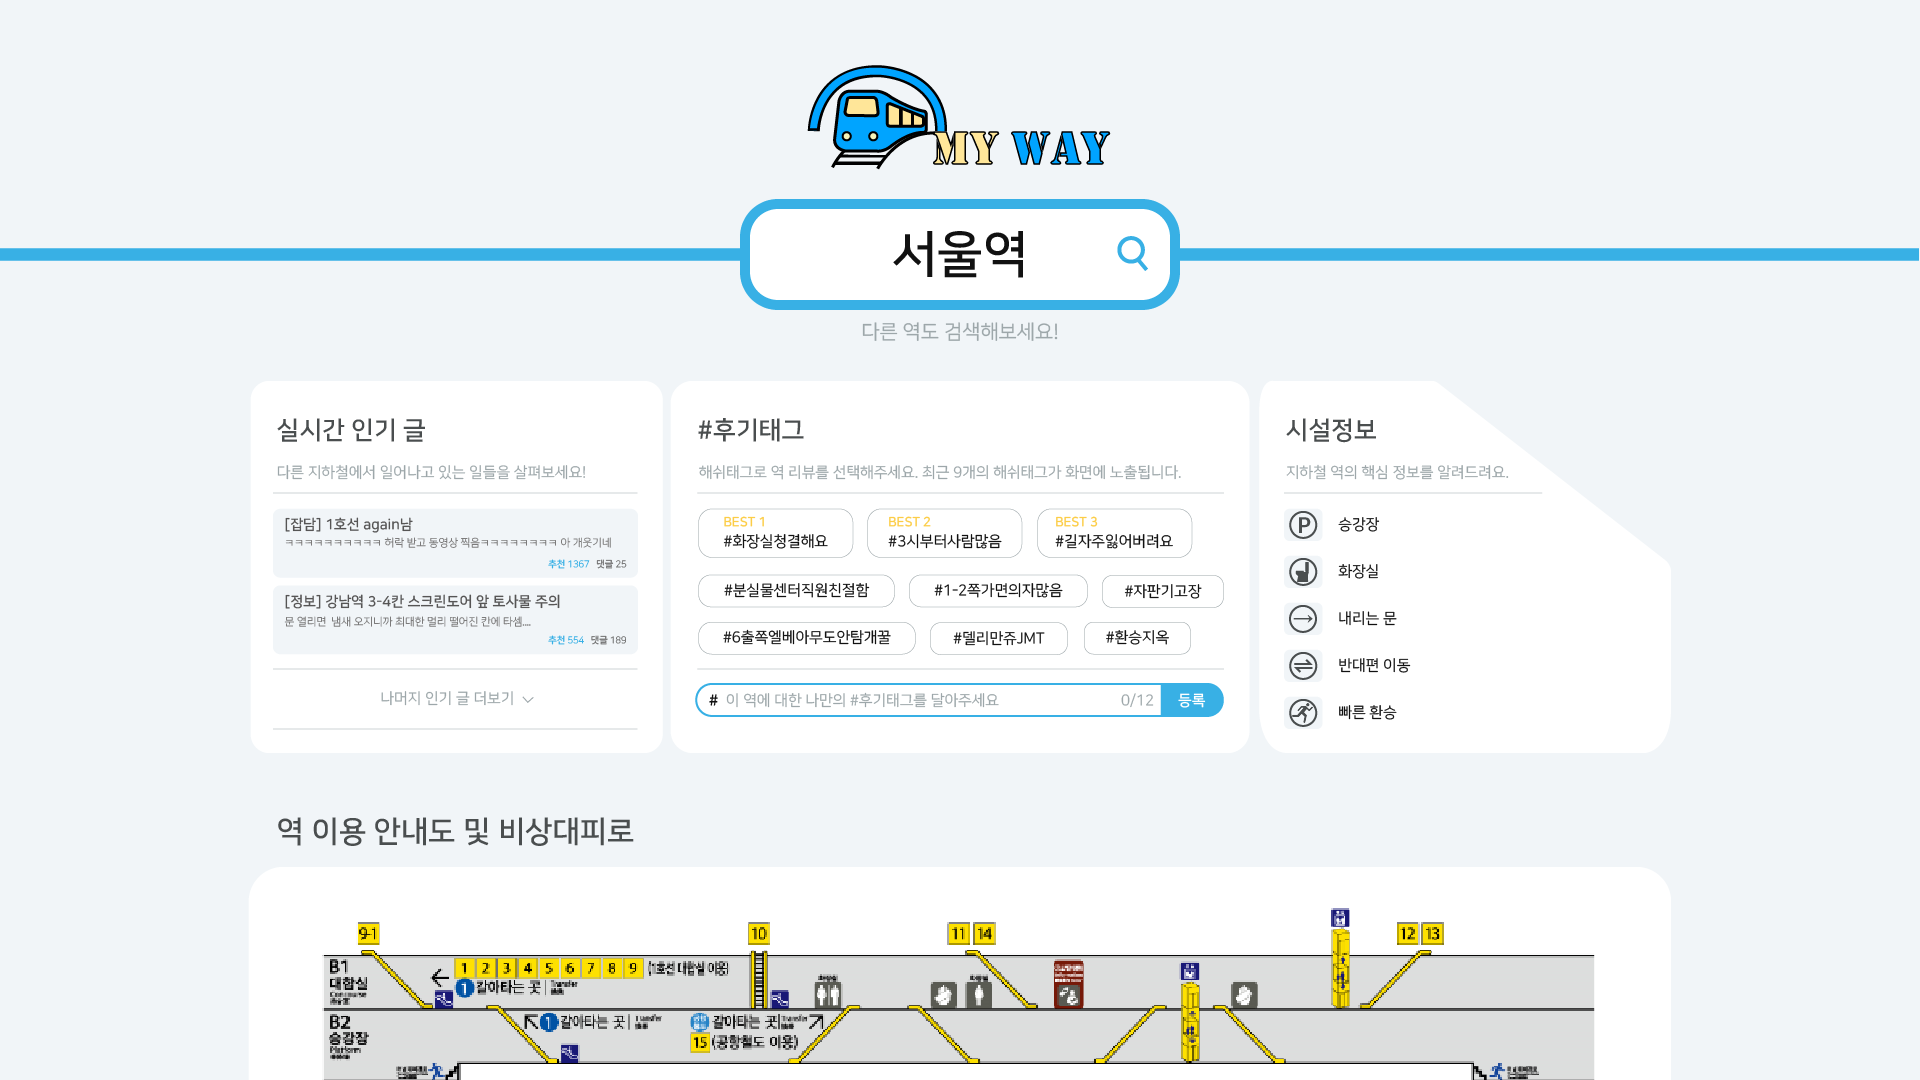 MY WAY
서울역
다른 역도 검색해보세요!
실시간 인기 글
다른 지하철에서 일어나고 있는 일들을 살펴보세요!
[잡담] 1호선 again남
ㅋㅋㅋㅋㅋㅋㅋㅋㅋㅋ 허락 받고 동영상 찍음ㅋㅋㅋㅋㅋㅋㅋㅋ 아 개웃기네
추천 1367 댓글 25
[정보] 강남역 3-4칸 스크린도어 앞 토사물 주의
문 열리면 냄새 오지니까 최대한 멀리 떨어진 칸에 타셈....
추천 554 댓글 189
나머지 인기 글 더보기
#후기태그
해쉬태그로 역 리뷰를 선택해주세요. 최근 9개의 해쉬태그가 화면에 노출됩니다.
BEST 1
#화장실청결해요
BEST 2
#3시부터사람많음
BEST 3
#길자주잃어버려요
#분실물센터직원친절함
#1-2쪽가면의자많음
#자판기고장
#6출쪽엘베아무도안탐개꿀
#델리만쥬JMT
#환승지옥
# 이 역에 대한 나만의 #후기태그를 달아주세요 0/12 등록
시설정보
지하철 역의 핵심 정보를 알려드려요.
P 승강장
화장실
내리는 문
반대편 이동
빠른 환승
역 이용 안내도 및 비상대피로
9-1 10 11 14 12 13
B1
대합실
1 2 3 4 5 6 7 8 9 (1호선 대합실 이용)
1 갈아타는 곳 Transfer
화장실
화장실
B2
승강장
Platform
1 갈아타는 곳 Transfer
갈아타는 곳 Transfer
15 (공항철도 이용)